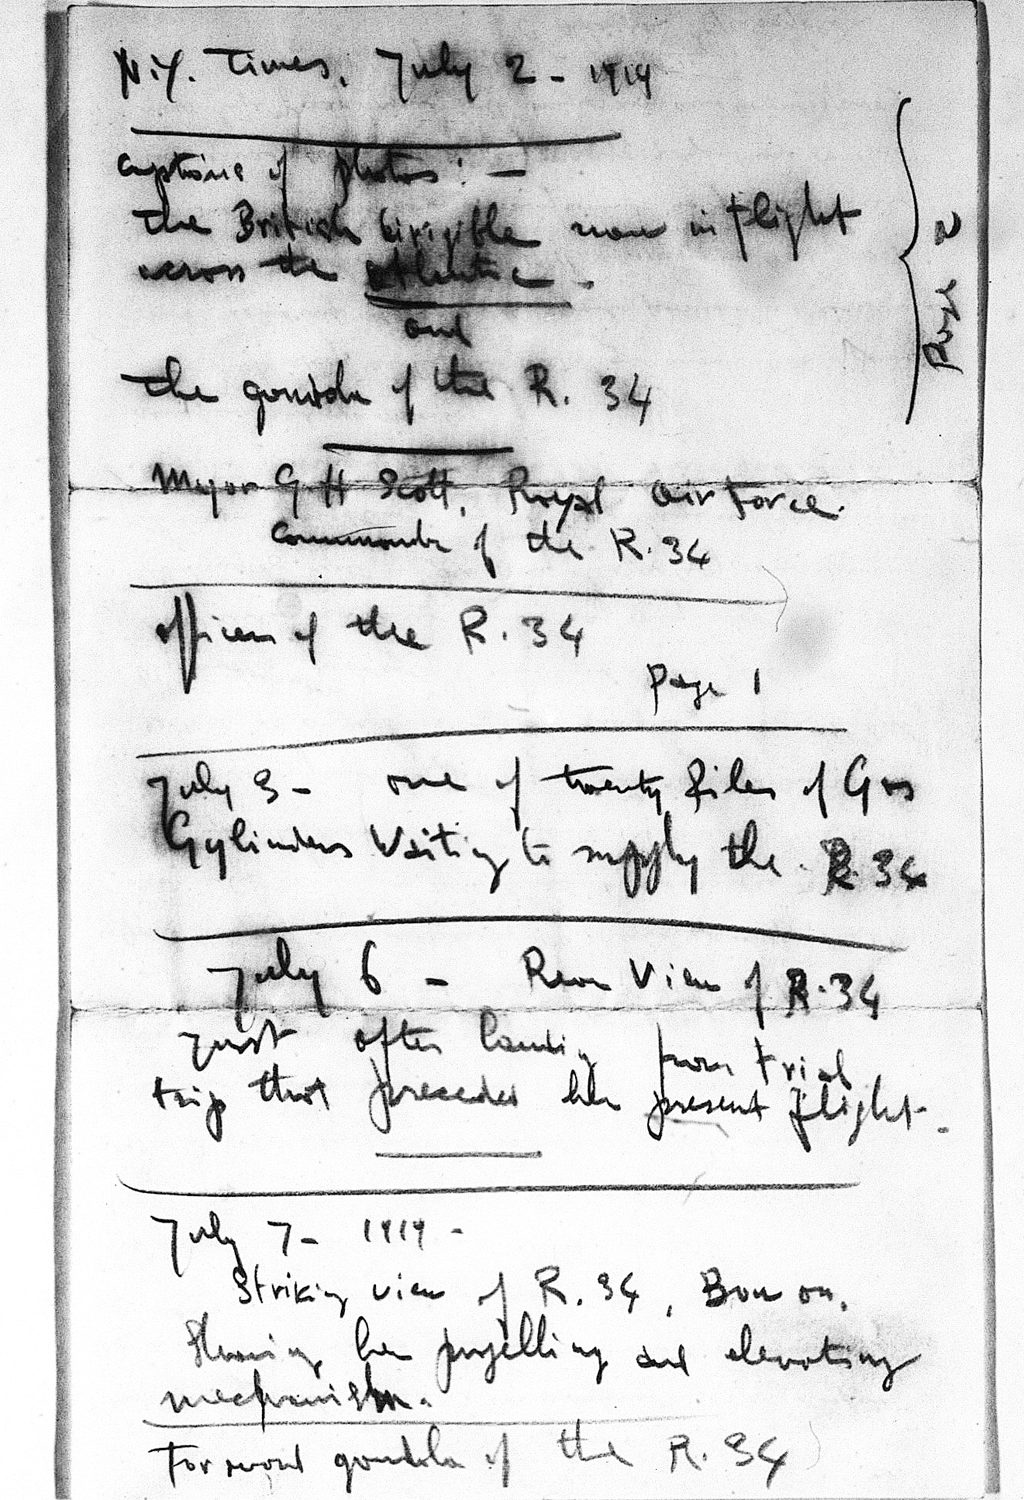 N.Y. Times. July 2 - 1919
Captions of photos: -
The British Dirigible now in flight
across the Atlantic -
and
the gondola of the R. 34
Page 2
Major G H Scott, Royal Air Force.
Commander of the R. 34
officers of the R. 34
Page 1
July 3 - one of twenty files of Gas
Cylinders Waiting to supply the R. 34
July 6 - Rear View of R. 34
just after landing from trial
trip that preceded her present flight -
July 7 - 1919 -
Striking view of R. 34, Bow on,
Showing her propelling and elevating
mechanism.
Forward gondola of the R. 34